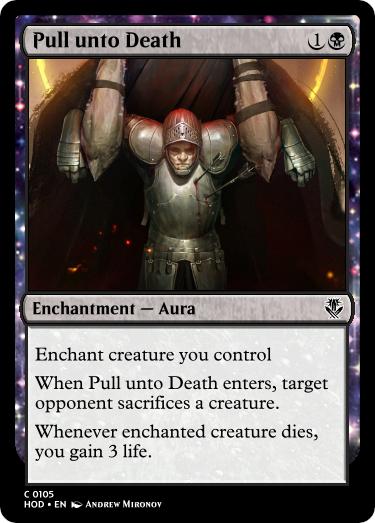 Pull unto Death 1
Enchantment — Aura
Enchant creature you control
When Pull unto Death enters, target
opponent sacrifices a creature.
Whenever enchanted creature dies,
you gain 3 life.
C 0105
HOD • EN Andrew Mironov